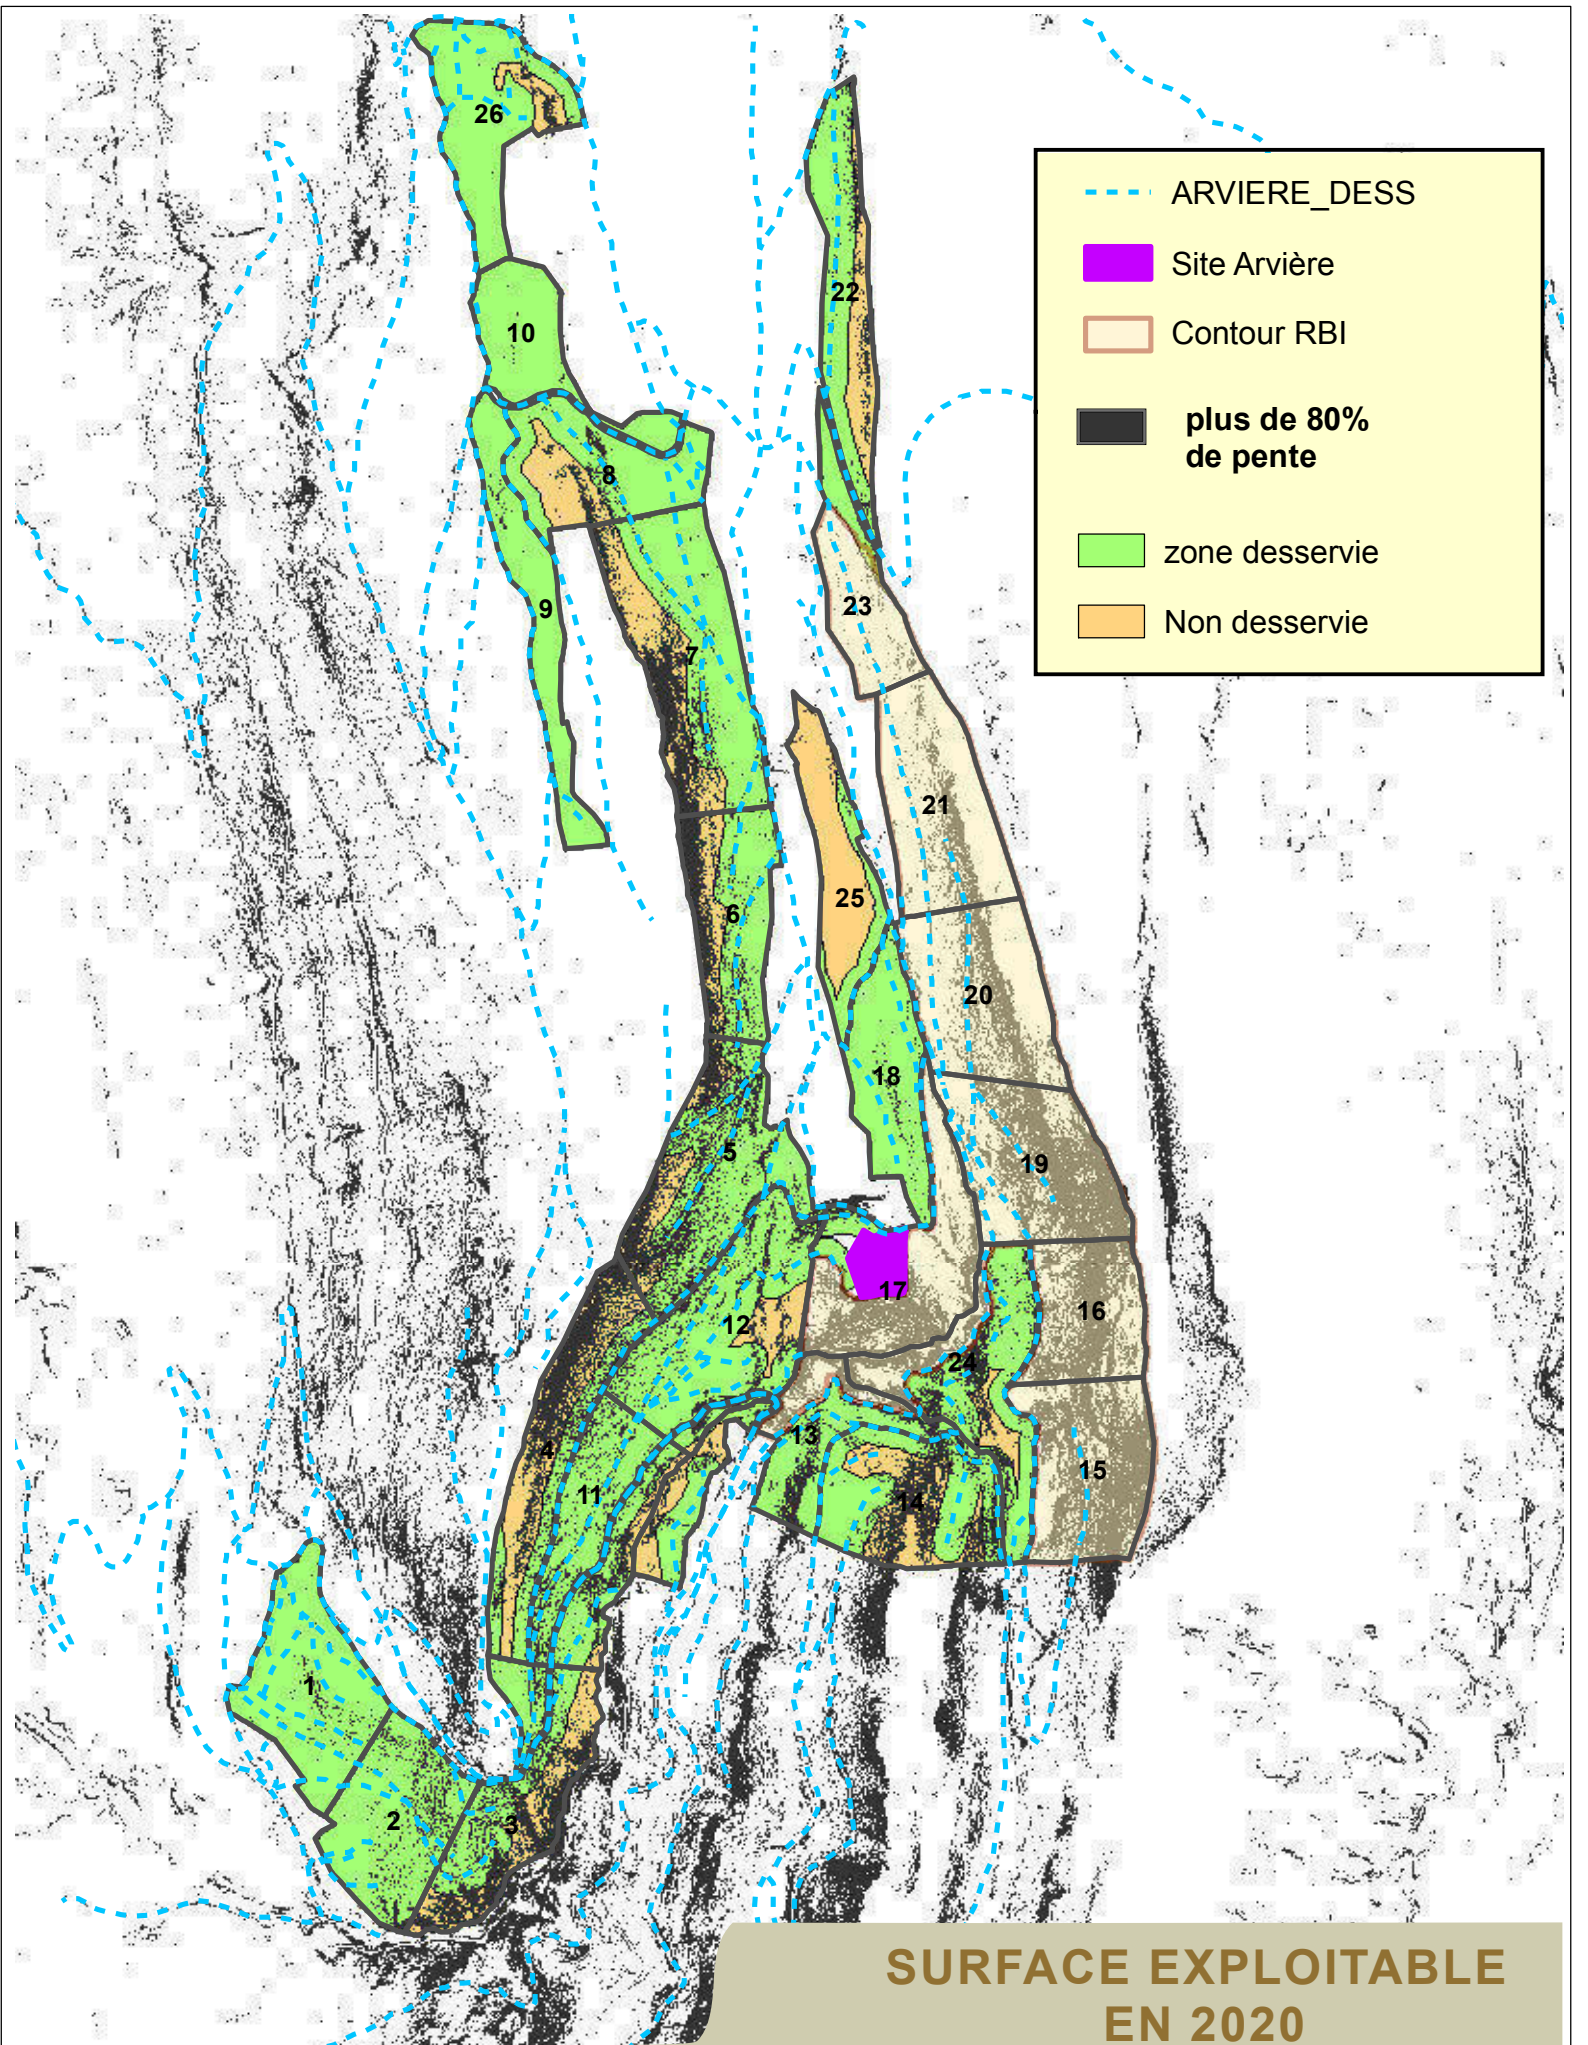 26
22
10
8
9
7
23
21
25
6
20
18
5
19
17
16
12
24
4
13
15
11
14
1
2
3
ARVIERE_DESS
Site Arvière
Contour RBI
plus de 80%
de pente
zone desservie
Non desservie
SURFACE EXPLOITABLE
EN 2020